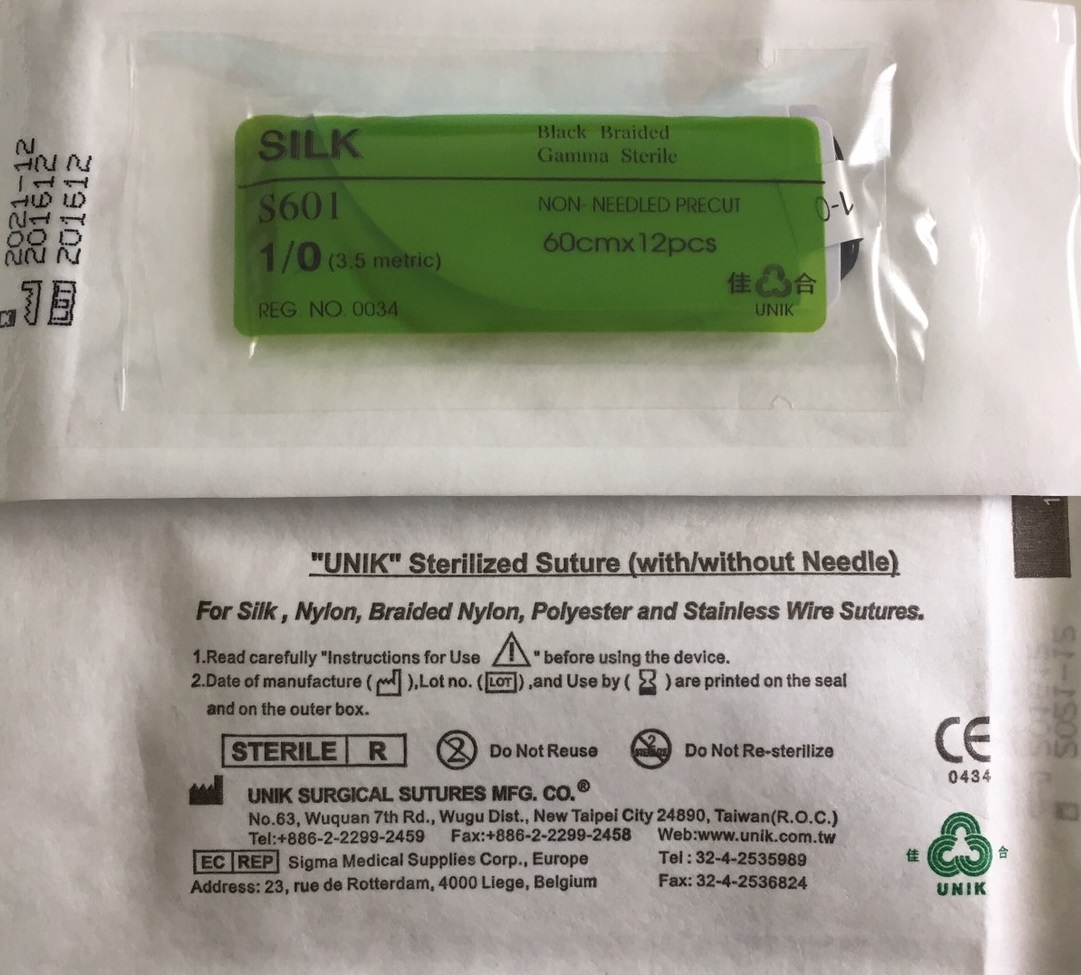 2021-12
201612
201612
SILK
Black Braided
Gamma Sterile
S601
NON- NEEDLED PRECUT
1/0 (3.5 metric)
60cmx12pcs
REG. NO. 0034
佳 合
UNIK
1-0
"UNIK" Sterilized Suture (with/without Needle)
For Silk , Nylon, Braided Nylon, Polyester and Stainless Wire Sutures.
1.Read carefully "Instructions for Use ⚠ " before using the device.
2.Date of manufacture ( ),Lot no. (LOT) ,and Use by ( ) are printed on the seal
and on the outer box.
STERILE R
2 Do Not Reuse
2 STERILIZE Do Not Re-sterilize
CE
0434
UNIK SURGICAL SUTURES MFG. CO.®
No.63, Wuquan 7th Rd., Wugu Dist., New Taipei City 24890, Taiwan(R.O.C.)
Tel:+886-2-2299-2459 Fax:+886-2-2299-2458 Web:www.unik.com.tw
EC REP Sigma Medical Supplies Corp., Europe Tel : 32-4-2535989
Address: 23, rue de Rotterdam, 4000 Liege, Belgium Fax: 32-4-2536824
佳 合
UNIK